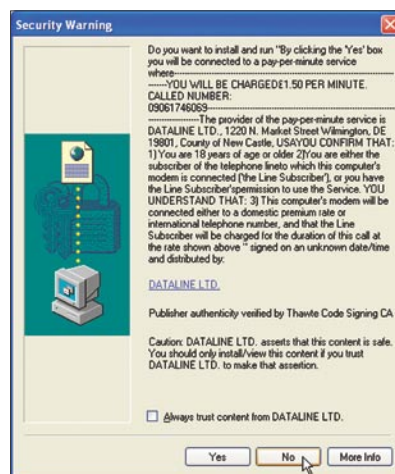 Security Warning
Do you want to install and run "By clicking the 'Yes' box
you will be connected to a pay-per-minute service
where------------------------------------------------------------
-------YOU WILL BE CHARGED£1.50 PER MINUTE.
CALLED NUMBER:
09061746069---------------------------------------------
------------------The provider of the pay-per-minute service is
DATALINE LTD., 1220 N. Market Street Wilmington, DE
19801, County of New Castle, USAYOU CONFIRM THAT:
1) You are 18 years of age or older 2)You are either the
subscriber of the telephone lineto which this computer's
modem is connected ('the Line Subscriber'), or you have
the Line Subscriber'spermission to use the Service. YOU
UNDERSTAND THAT: 3) This computer's modem will be
connected either to a domestic premium rate or
international telephone number, and that the Line
Subscriber will be charged for the duration of this call at
the rate shown above " signed on an unknown date/time
and distributed by:
DATALINE LTD.
Publisher authenticity verified by Thawte Code Signing CA
Caution: DATALINE LTD. asserts that this content is safe.
You should only install/view this content if you trust
DATALINE LTD. to make that assertion.
Always trust content from DATALINE LTD.
Yes
No
More Info